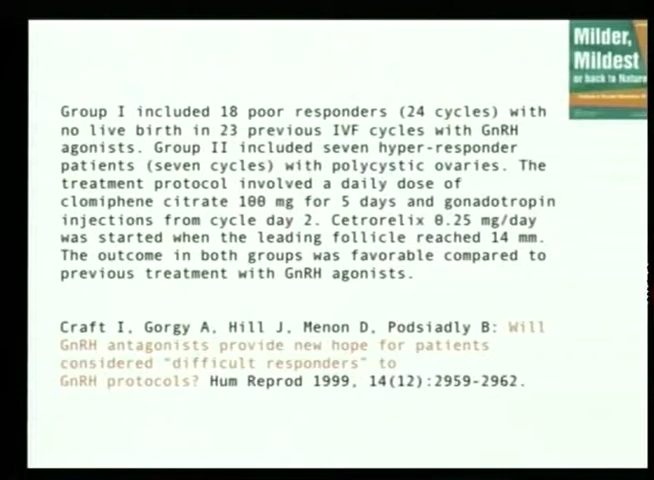 Milder,
Mildest
or back to Nature
Group I included 18 poor responders (24 cycles) with
no live birth in 23 previous IVF cycles with GnRH
agonists. Group II included seven hyper-responder
patients (seven cycles) with polycystic ovaries. The
treatment protocol involved a daily dose of
clomiphene citrate 100 mg for 5 days and gonadotropin
injections from cycle day 2. Cetrorelix 0.25 mg/day
was started when the leading follicle reached 14 mm.
The outcome in both groups was favorable compared to
previous treatment with GnRH agonists.
Craft I, Gorgy A, Hill J, Menon D, Podsiadly B: Will
GnRH antagonists provide new hope for patients
considered "difficult responders" to
GnRH protocols? Hum Reprod 1999, 14(12):2959-2962.